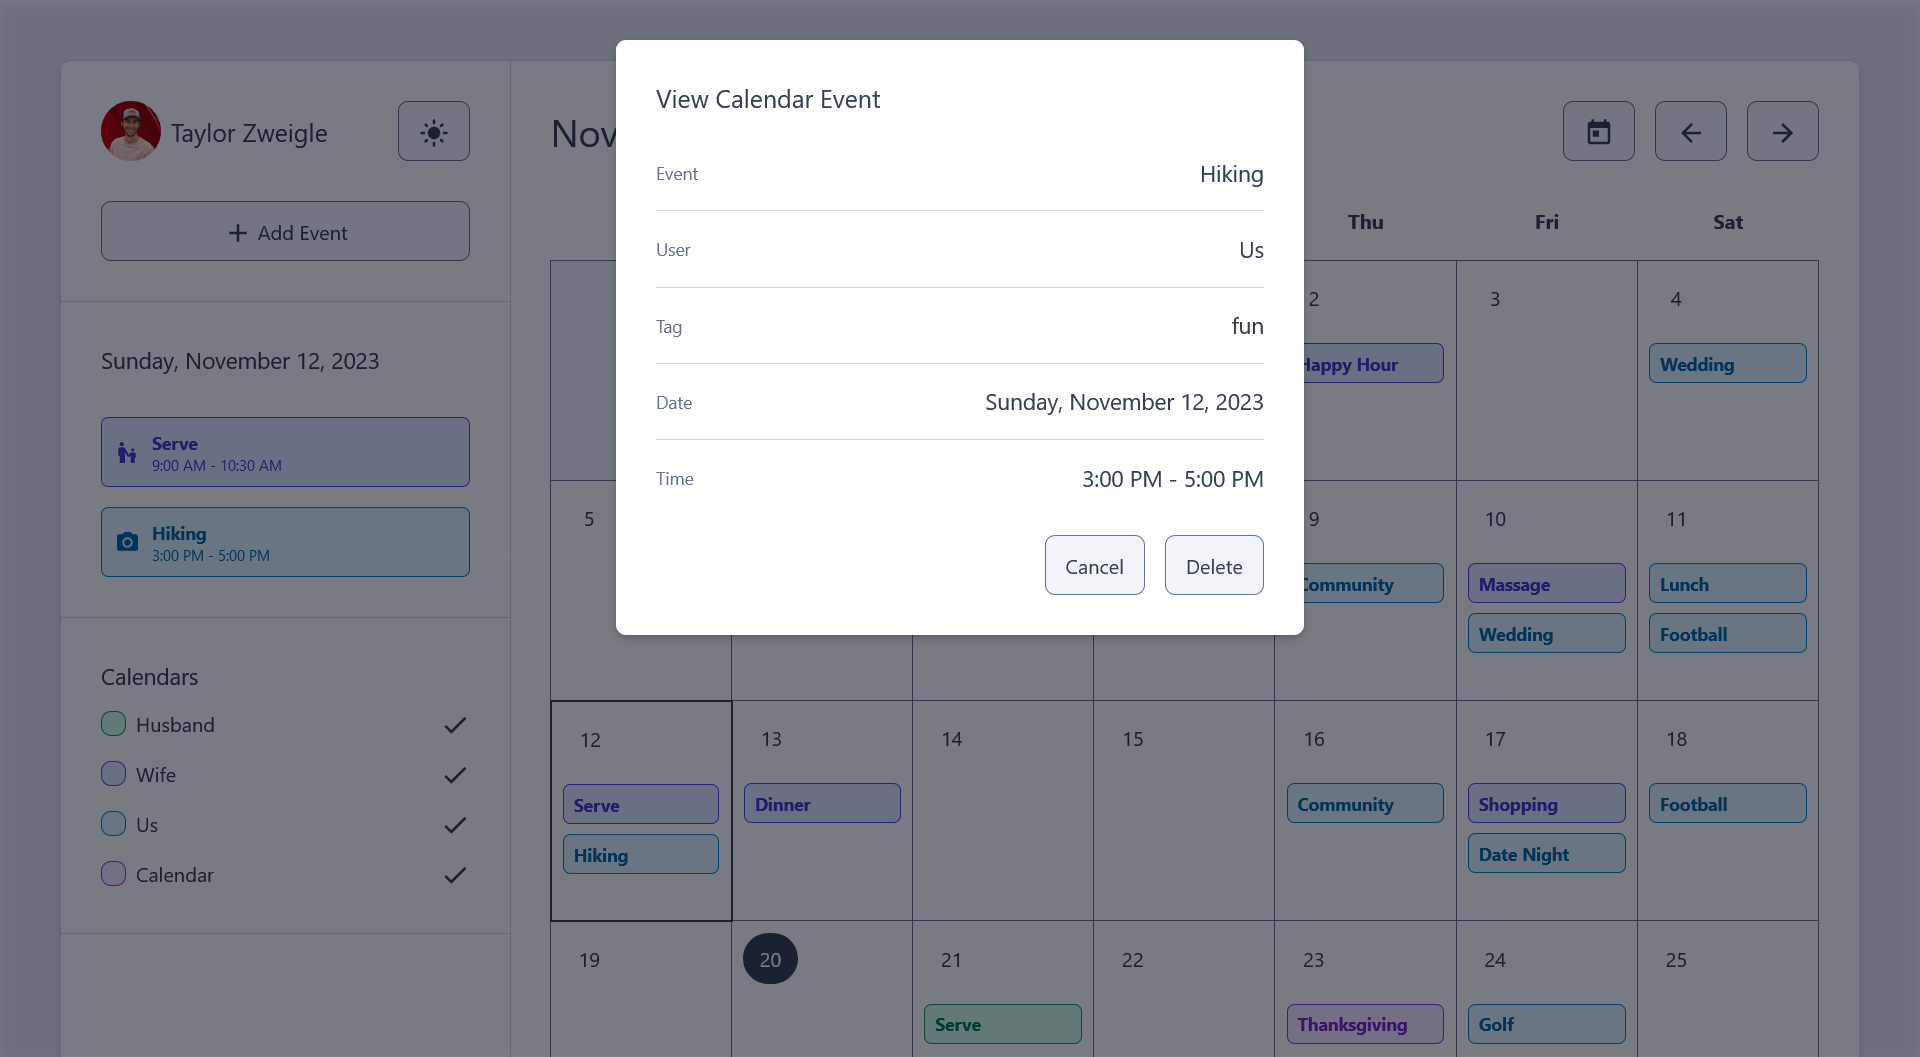 Taylor Zweigle
Add Event
Sunday, November 12, 2023
Serve
9:00 AM - 10:30 AM
Hiking
3:00 PM - 5:00 PM
Calendars
Husband
Wife
Us
Calendar
View Calendar Event
Event Hiking
User Us
Tag fun
Date Sunday, November 12, 2023
Time 3:00 PM - 5:00 PM
Cancel Delete
Nov
Thu Fri Sat
2 3 4
Happy Hour Wedding
5 9 10 11
Community Massage Lunch
Wedding Football
12 13 14 15 16 17 18
Serve Dinner Community Shopping Football
Hiking Date Night
19 20 21 22 23 24 25
Serve Thanksgiving Golf